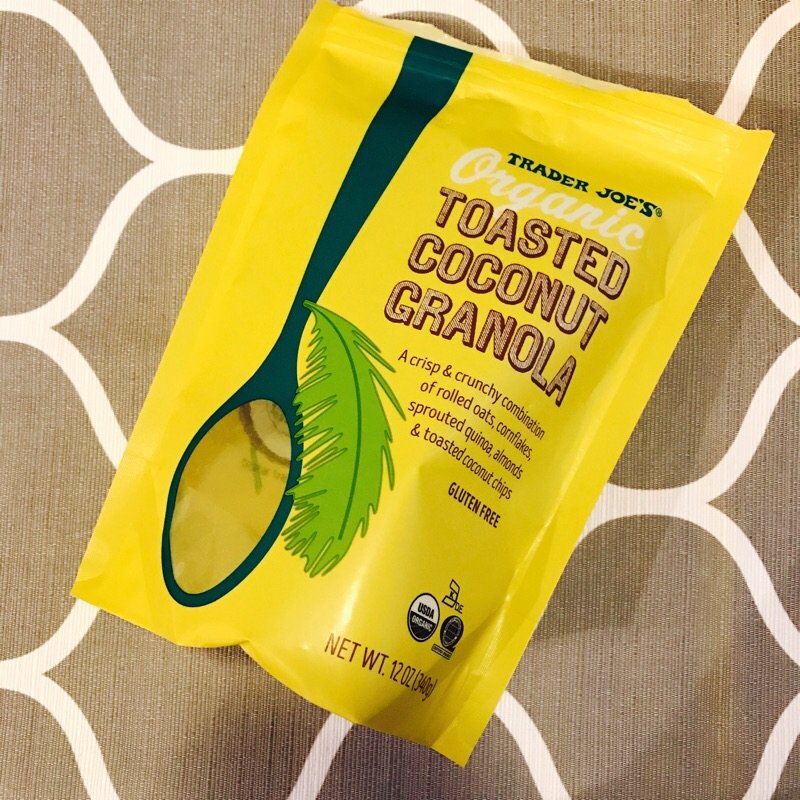 TRADER JOE'S®
Organic
TOASTED
COCONUT
GRANOLA
A crisp & crunchy combination
of rolled oats, cornflakes,
sprouted quinoa, almonds
& toasted coconut chips
GLUTEN FREE
USDA
ORGANIC
NET WT. 12 OZ (340g)